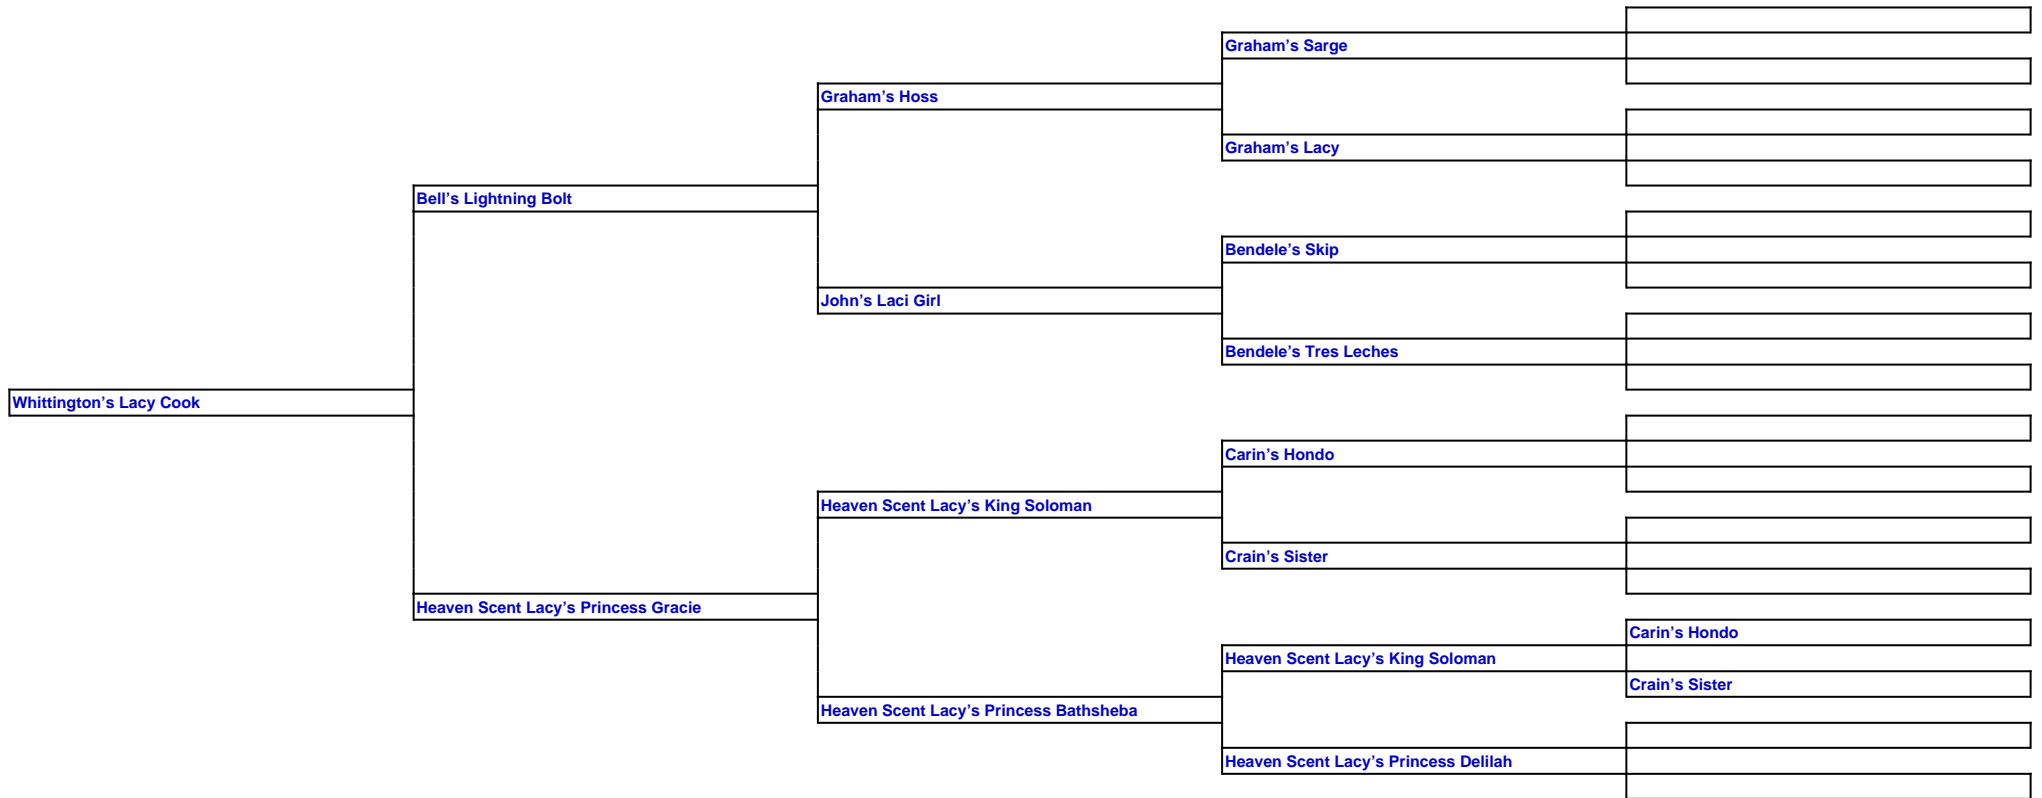 Graham’s Sarge
Graham’s Hoss
Graham’s Lacy
Bell’s Lightning Bolt
Bendele’s Skip
John’s Laci Girl
Bendele’s Tres Leches
Whittington’s Lacy Cook
Carin’s Hondo
Heaven Scent Lacy’s King Soloman
Crain’s Sister
Heaven Scent Lacy’s Princess Gracie
Carin’s Hondo
Heaven Scent Lacy’s King Soloman
Crain’s Sister
Heaven Scent Lacy’s Princess Bathsheba
Heaven Scent Lacy’s Princess Delilah